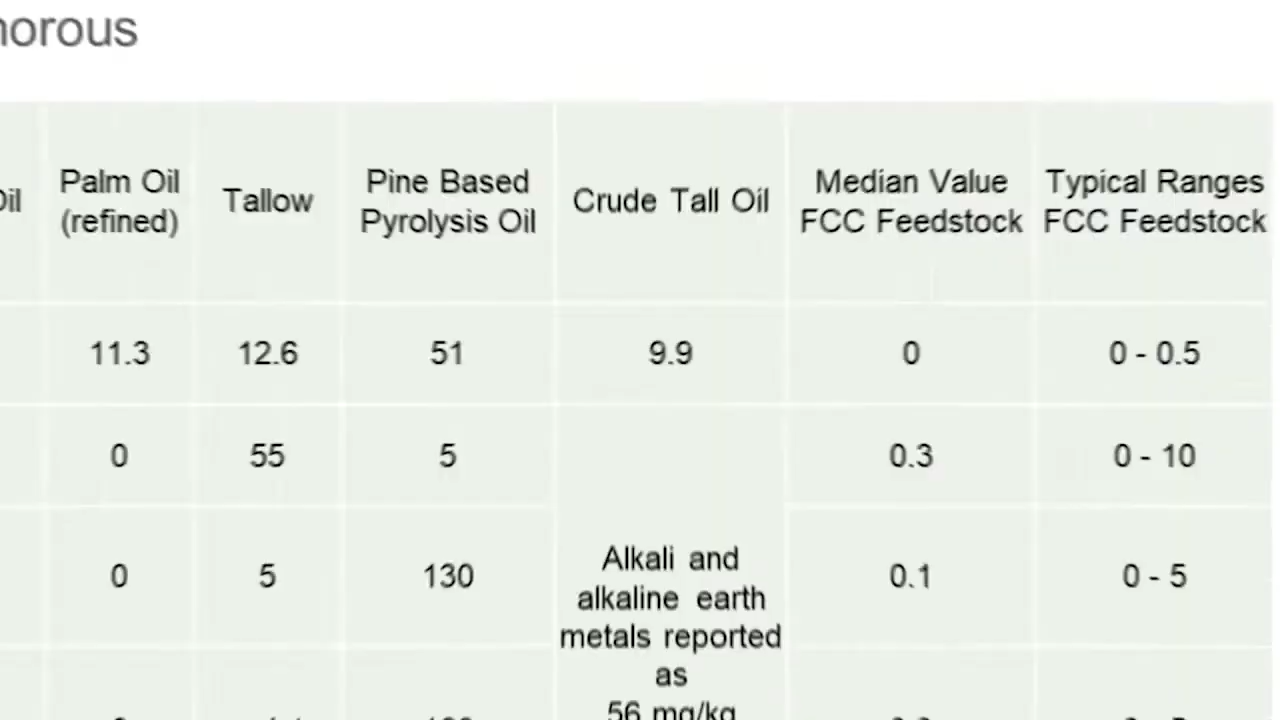 horous
Oil
Palm Oil
(refined)
Tallow
Pine Based
Pyrolysis Oil
Crude Tall Oil
Median Value
FCC Feedstock
Typical Ranges
FCC Feedstock
11.3 12.6 51 9.9 0 0 - 0.5
0 55 5 0.3 0 - 10
0 5 130 0.1 0 - 5
Alkali and
alkaline earth
metals reported
as
56 mg/kg